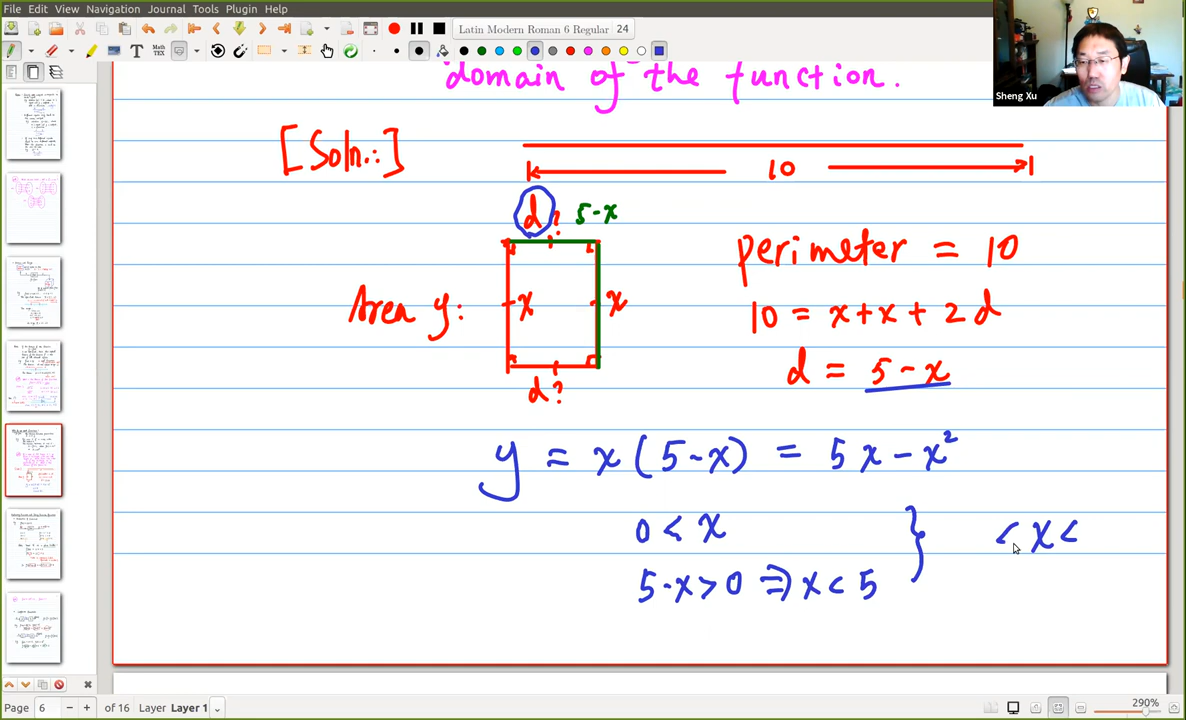 File Edit View Navigation Journal Tools Plugin Help
Latin Modern Roman 6 Regular 24
Math TEX
Sheng Xu
domain of the function.
[Soln.:]
10
d? 5-x
perimeter = 10
Area y: x x
10 = x+x + 2d
d = 5-x
d?
y = x(5-x) = 5x-x²
0 < x
< x <
5-x>0 ⇒ x < 5
Page 6 of 16 Layer Layer 1
290%